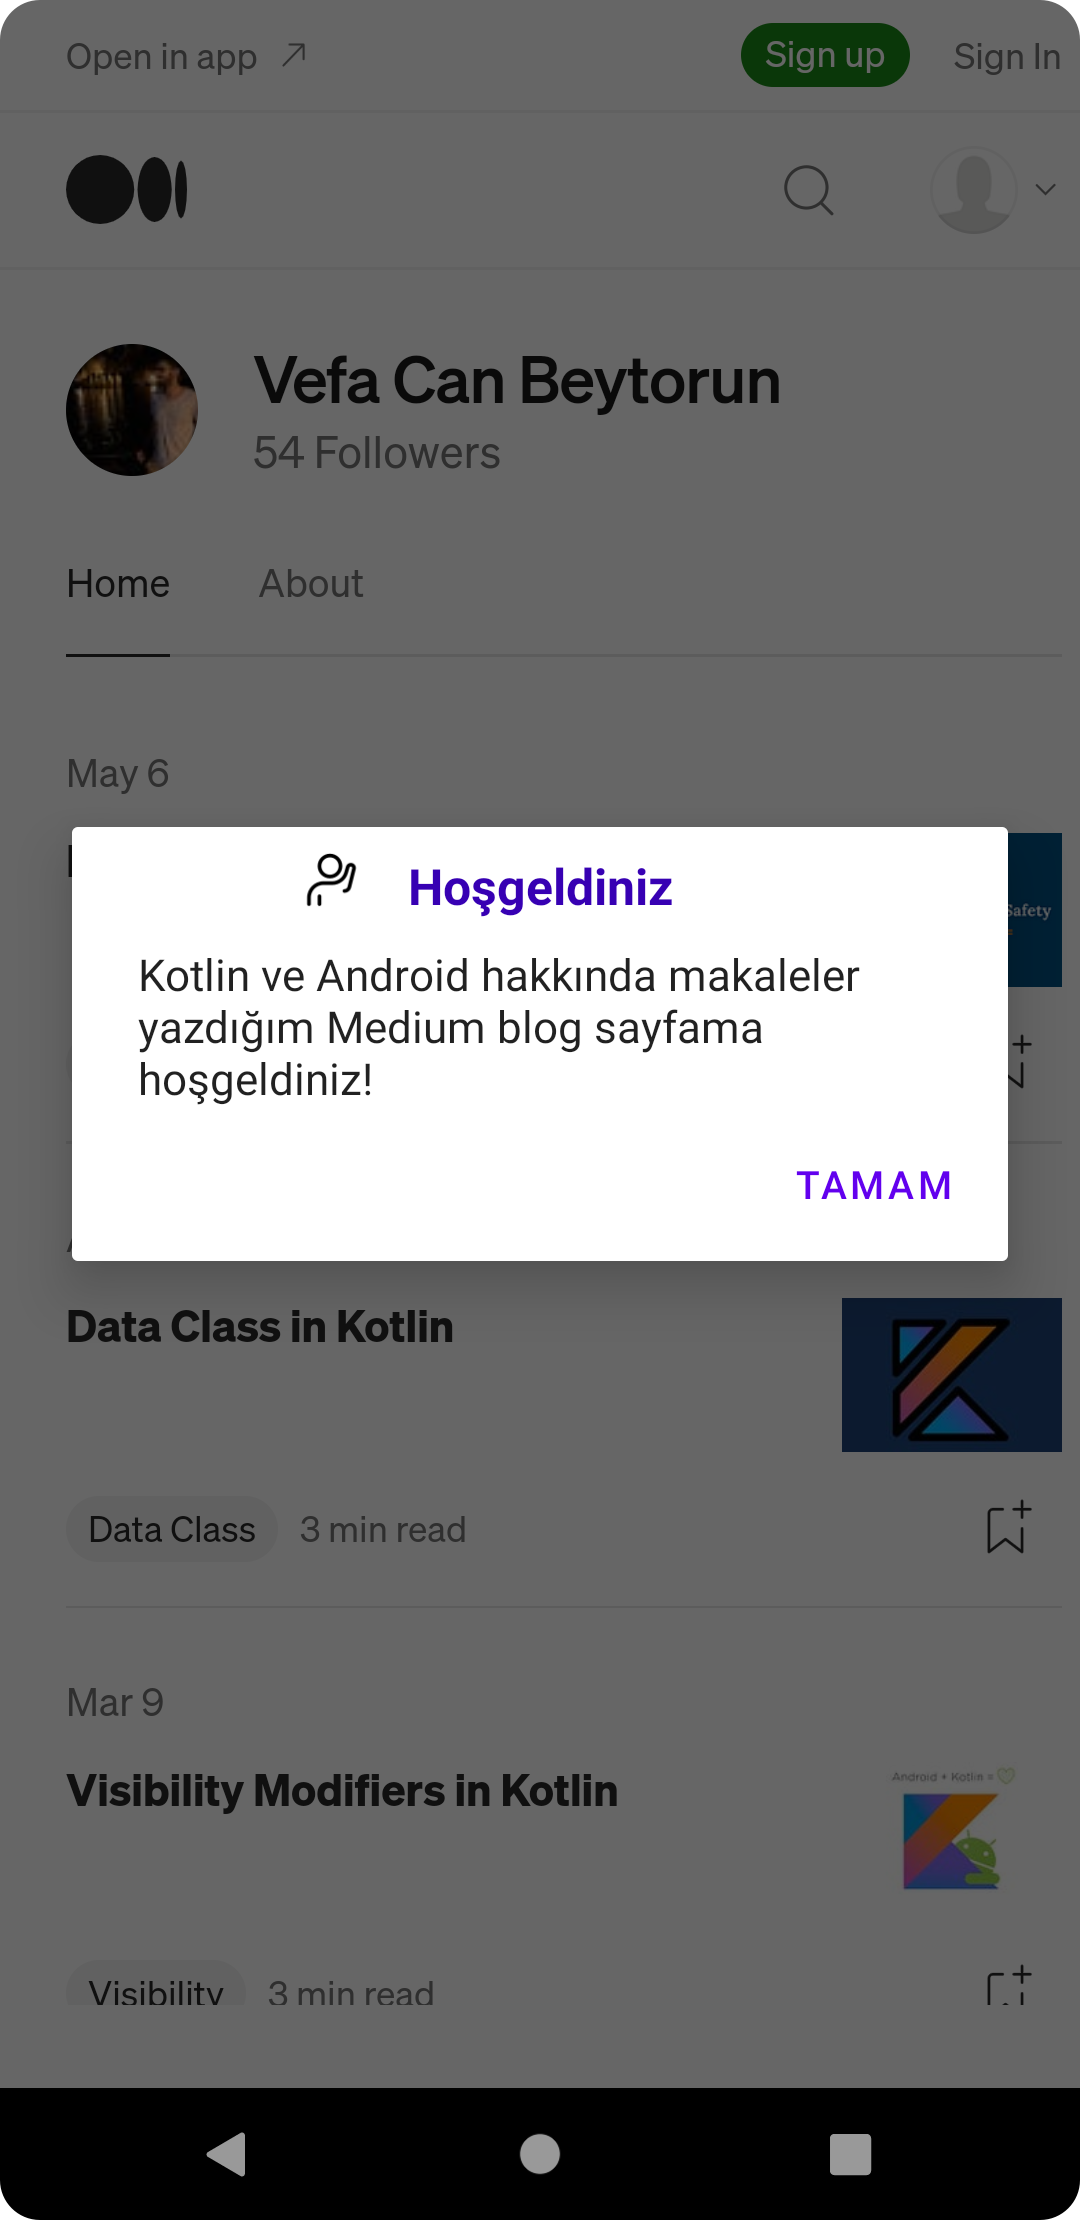 Open in app
Sign up
Sign In
Vefa Can Beytorun
54 Followers
Home
About
May 6
Safety
Hoşgeldiniz
Kotlin ve Android hakkında makaleler
yazdığım Medium blog sayfama
hoşgeldiniz!
TAMAM
Data Class in Kotlin
Data Class
3 min read
Mar 9
Visibility Modifiers in Kotlin
Android + Kotlin =
Visibility
3 min read